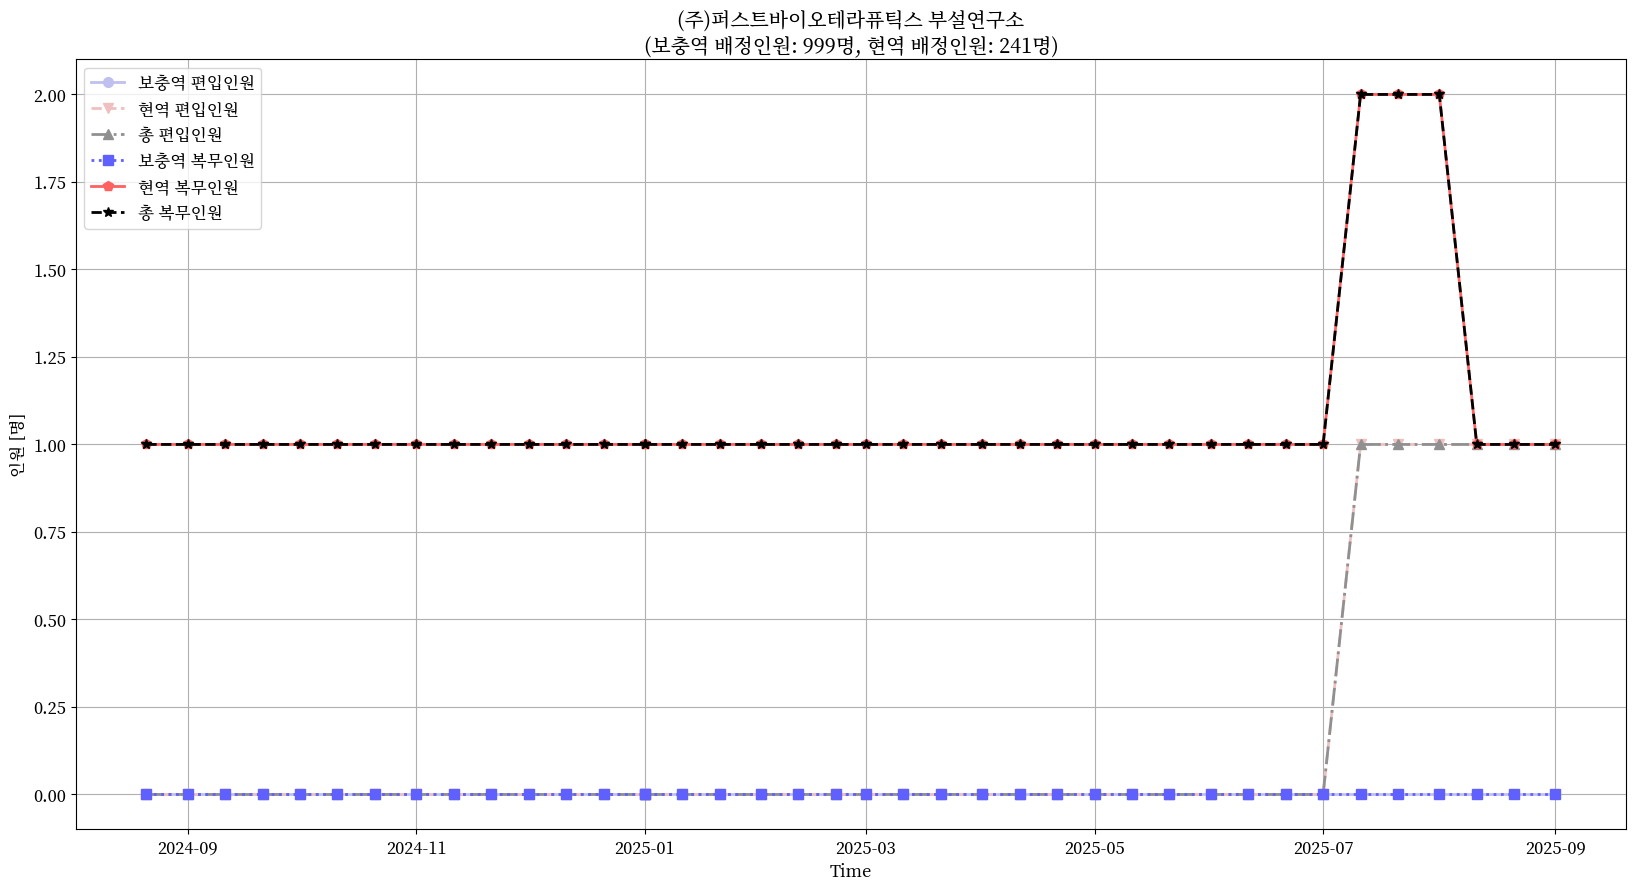 (주)퍼스트바이오테라퓨틱스 부설연구소
(보충역 배정인원: 999명, 현역 배정인원: 241명)
보충역 편입인원
현역 편입인원
총 편입인원
보충역 복무인원
현역 복무인원
총 복무인원
2.00
1.75
1.50
1.25
1.00
0.75
0.50
0.25
0.00
인원 [명]
2024-09
2024-11
2025-01
2025-03
2025-05
2025-07
2025-09
Time